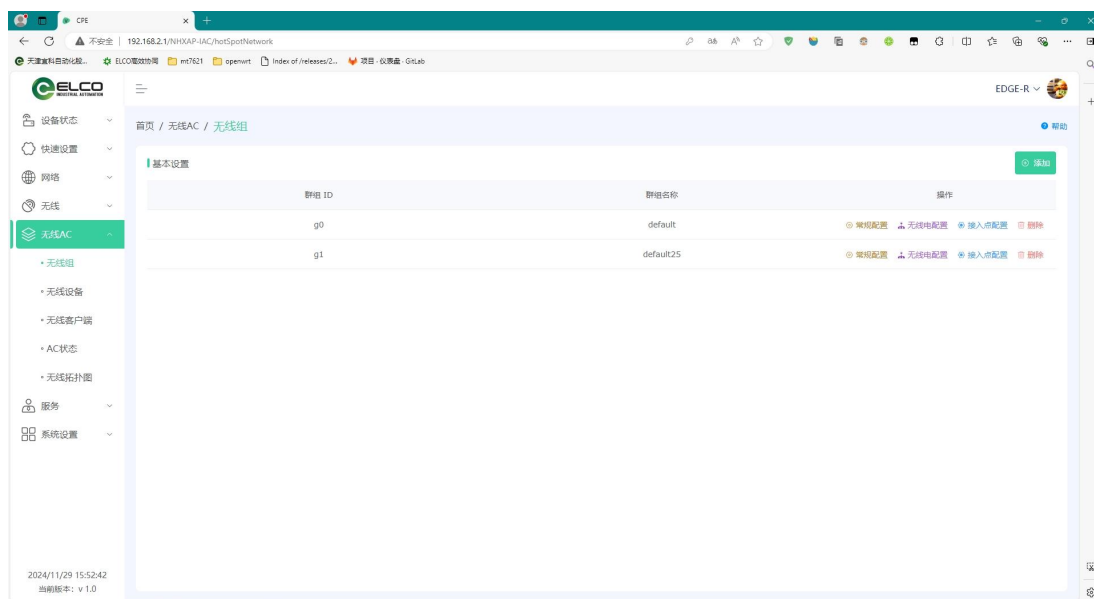 CPE
不安全 | 192.168.2.1/NHXAP-IAC/hotSpotNetwork
天津宜科自动化股... ELCO高效协同 mt7621 openwrt Index of /releases/2... 项目 · 仪表盘 · GitLab
ELCO
INDUSTRIAL AUTOMATION
EDGE-R
首页 / 无线AC / 无线组
帮助
设备状态
快速设置
网络
无线
无线AC
• 无线组
• 无线设备
• 无线客户端
• AC状态
• 无线拓扑图
服务
系统设置
2024/11/29 15:52:42
当前版本: v 1.0
基本设置
添加
群组 ID 群组名称 操作
g0 default 常规配置 无线电配置 接入点配置 删除
g1 default25 常规配置 无线电配置 接入点配置 删除